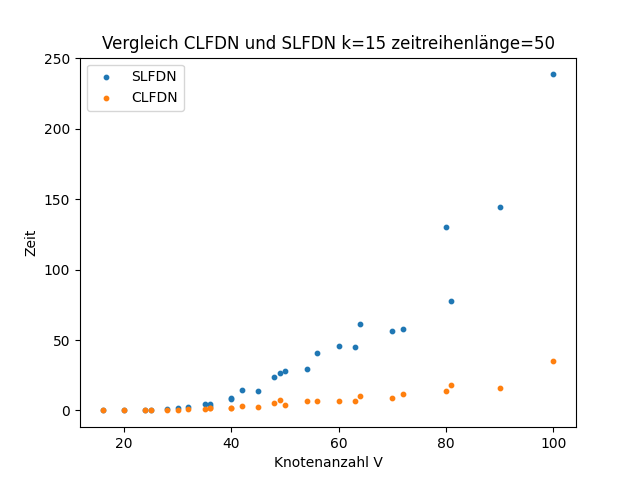 Vergleich CLFDN und SLFDN k=15 zeitreihenlänge=50
SLFDN
CLFDN
250
200
150
100
50
0
Zeit
20 40 60 80 100
Knotenanzahl V